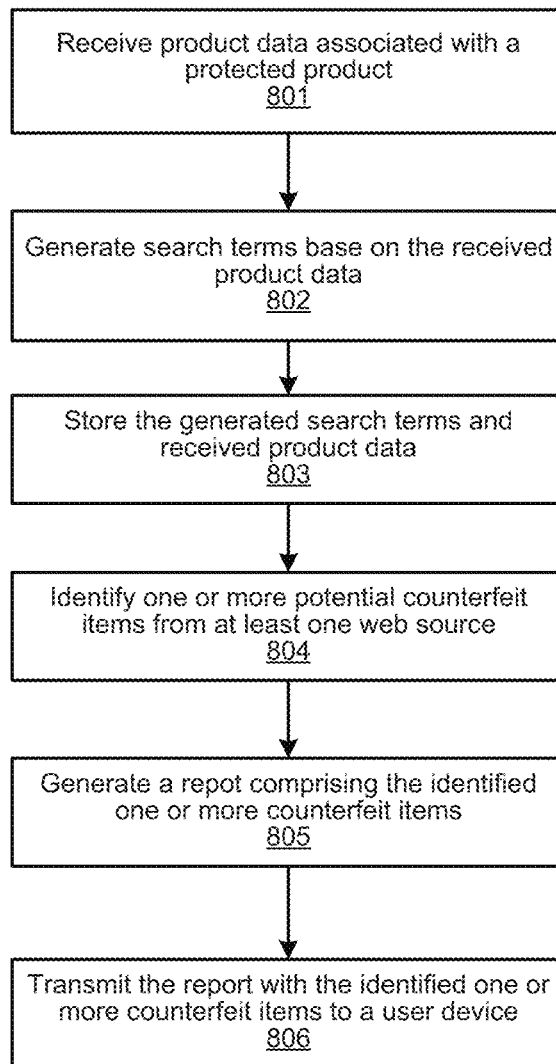 Receive product data associated with a
protected product
801
Generate search terms base on the received
product data
802
Store the generated search terms and
received product data
803
Identify one or more potential counterfeit
items from at least one web source
804
Generate a repot comprising the identified
one or more counterfeit items
805
Transmit the report with the identified one or
more counterfeit items to a user device
806